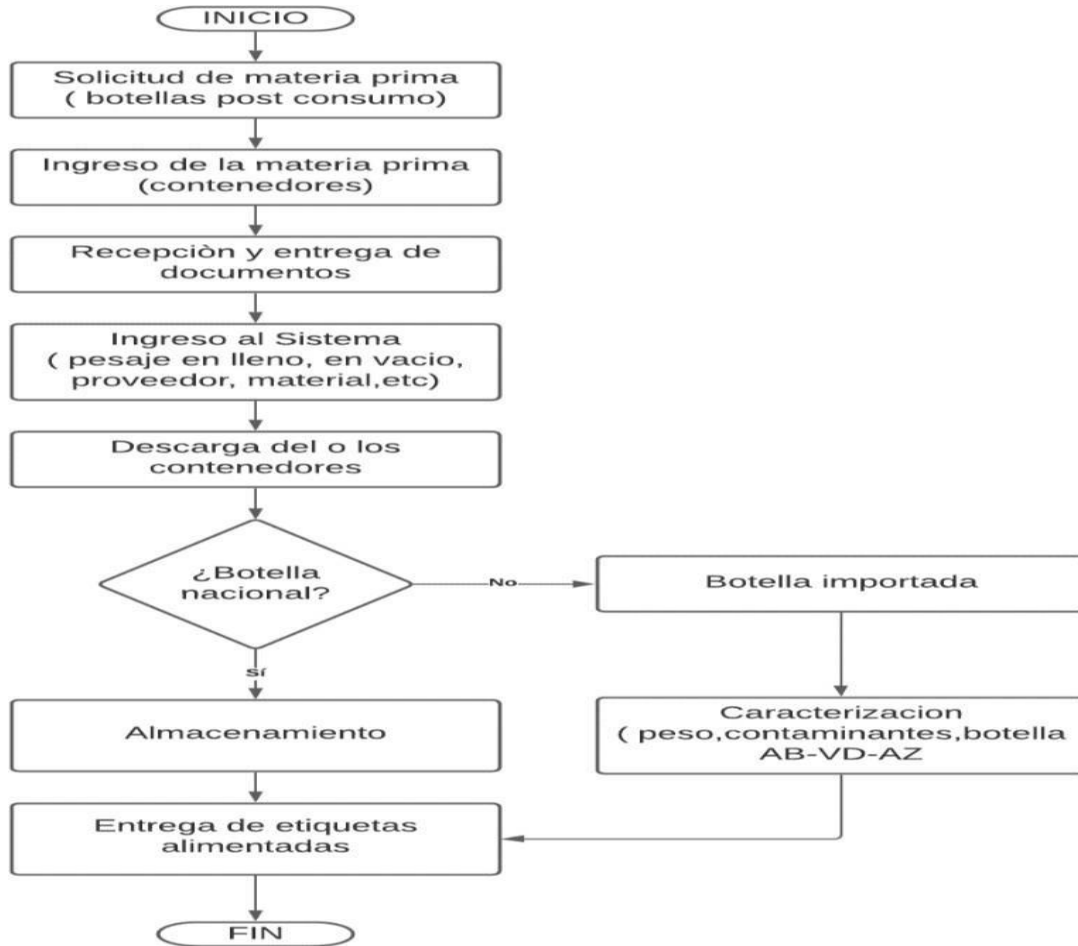 INICIO
Solicitud de materia prima
( botellas post consumo)
Ingreso de la materia prima
(contenedores)
Recepciòn y entrega de
documentos
Ingreso al Sistema
( pesaje en lleno, en vacio,
proveedor, material,etc)
Descarga del o los
contenedores
¿Botella
nacional?
No
Botella importada
sí
Almacenamiento
Caracterizacion
( peso,contaminantes,botella
AB-VD-AZ
Entrega de etiquetas
alimentadas
FIN